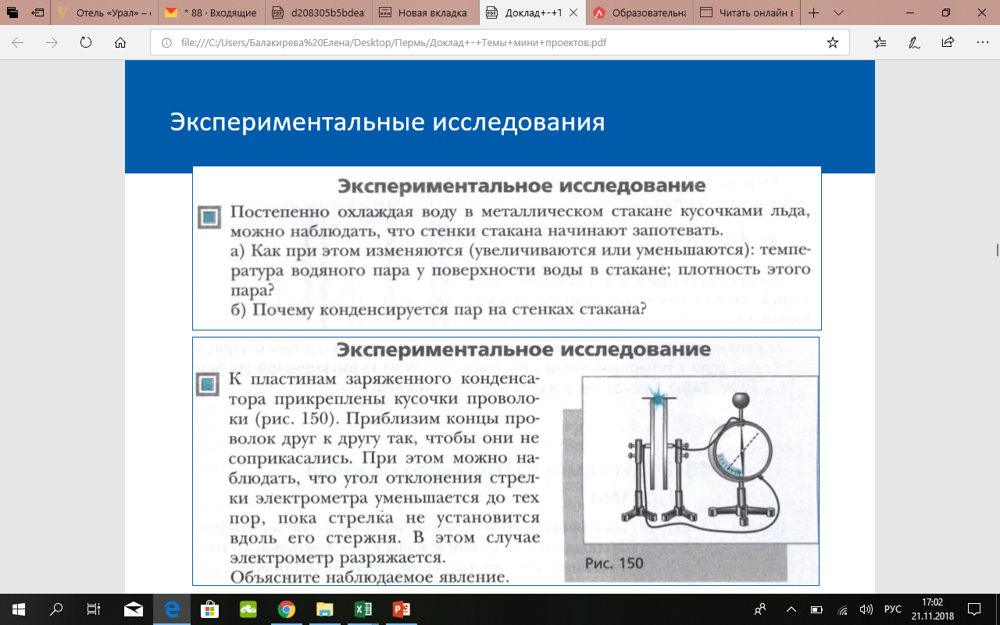 Отель «Урал» – 
* 88 · Входящие
d208305b5bdea
Новая вкладка
Доклад+-+Т
Образовательна
Читать онлайн в
file:///C:/Users/Балакирева%20Елена/Desktop/Пермь/Доклад+-+Темы+мини+проектов.pdf
Экспериментальные исследования
Экспериментальное исследование
Постепенно охлаждая воду в металлическом стакане кусочками льда,
можно наблюдать, что стенки стакана начинают запотевать.
а) Как при этом изменяются (увеличиваются или уменьшаются): темпе-
ратура водяного пара у поверхности воды в стакане; плотность этого
пара?
б) Почему конденсируется пар на стенках стакана?
Экспериментальное исследование
К пластинам заряженного конденса-
тора прикреплены кусочки проволо-
ки (рис. 150). Приблизим концы про-
волок друг к другу так, чтобы они не
соприкасались. При этом можно на-
блюдать, что угол отклонения стрел-
ки электрометра уменьшается до тех
пор, пока стрелка не установится
вдоль его стержня. В этом случае
электрометр разряжается.
Объясните наблюдаемое явление.
Рис. 150
РУС
17:02
21.11.2018